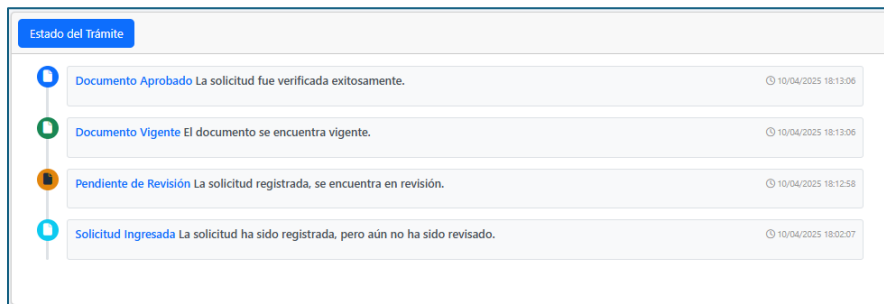 Estado del Trámite
Documento Aprobado La solicitud fue verificada exitosamente. 10/04/2025 18:13:06
Documento Vigente El documento se encuentra vigente. 10/04/2025 18:13:06
Pendiente de Revisión La solicitud registrada, se encuentra en revisión. 10/04/2025 18:12:58
Solicitud Ingresada La solicitud ha sido registrada, pero aún no ha sido revisado. 10/04/2025 18:02:07